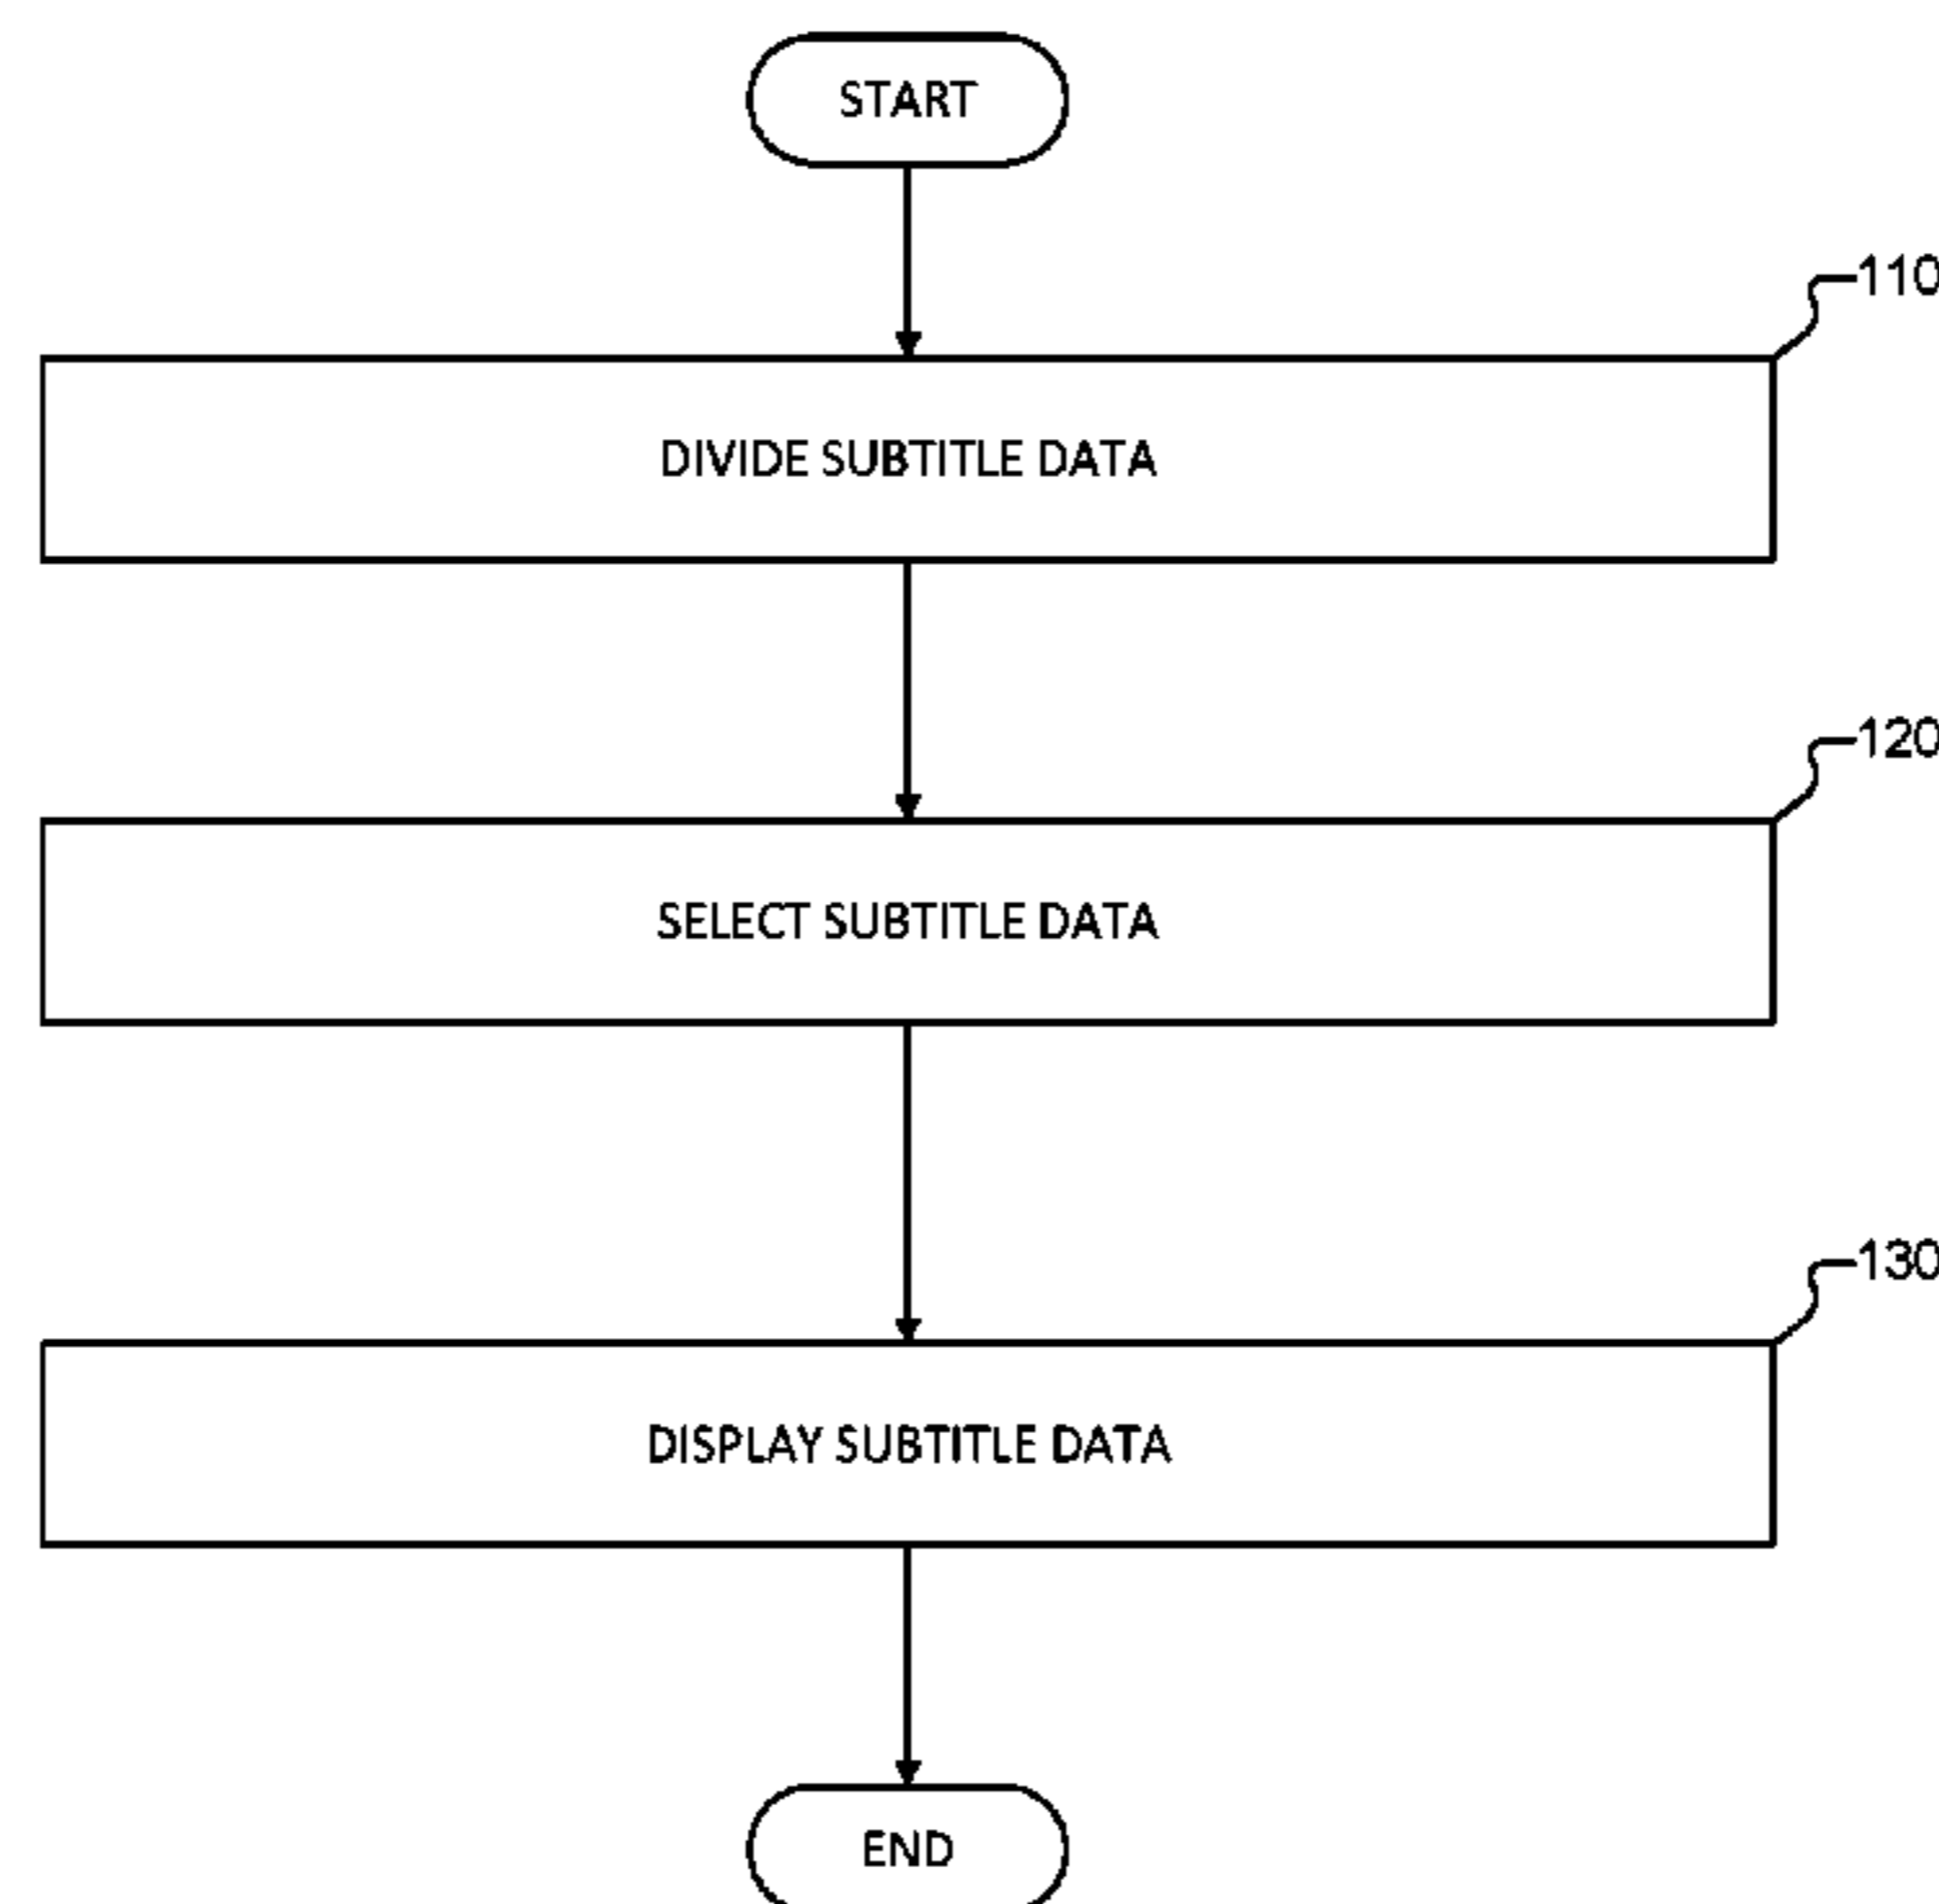 START
110
DIVIDE SUBTITLE DATA
120
SELECT SUBTITLE DATA
130
DISPLAY SUBTITLE DATA
END